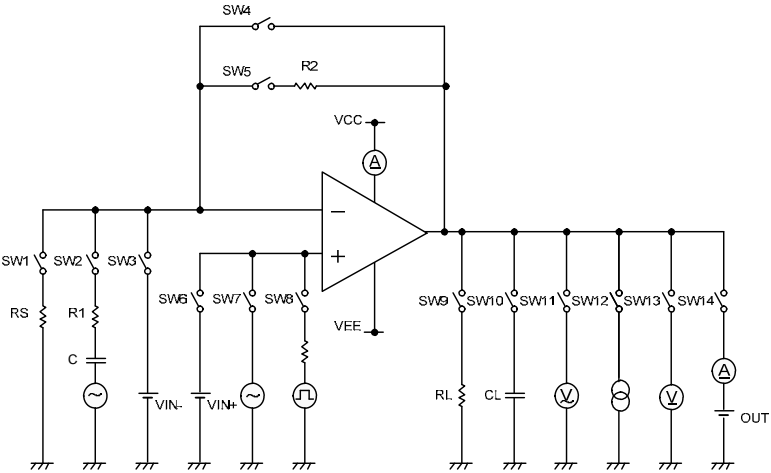 SW4
SW5
R2
VCC
A
−
+
SW1
SW2
SW3
SW6
SW7
SW8
SW9
SW10
SW11
SW12
SW13
SW14
VEE
RS
R1
C
VIN-
VIN+
RL
CL
V
V
A
OUT